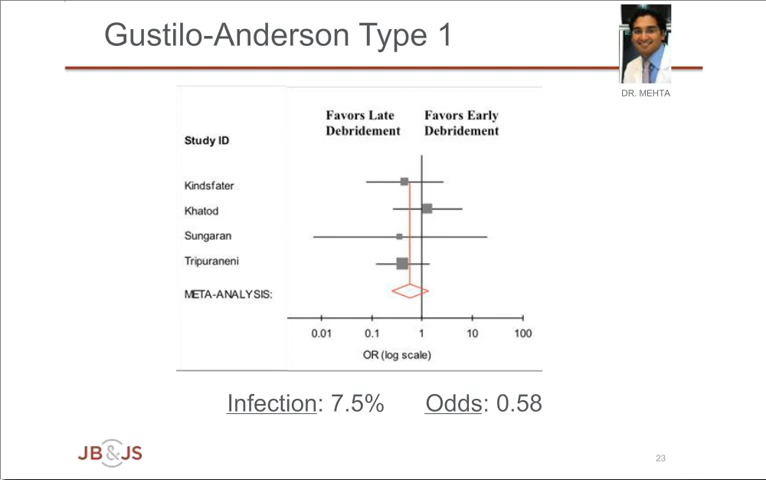 Gustilo-Anderson Type 1
DR. MEHTA
Favors Late Favors Early
Debridement Debridement
Study ID
Kindsfater
Khatod
Sungaran
Tripuraneni
META-ANALYSIS:
0.01 0.1 1 10 100
OR (log scale)
Infection: 7.5% Odds: 0.58
JB&JS
23